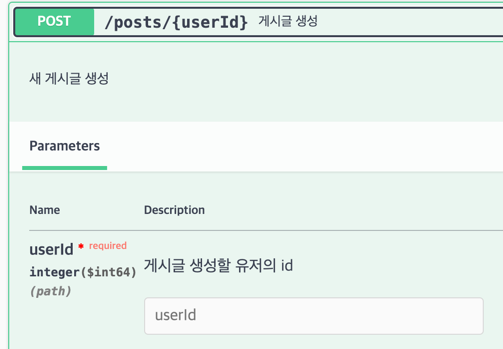 POST /posts/{userId} 게시글 생성
새 게시글 생성
Parameters
Name Description
userId * required
integer($int64)
(path)
게시글 생성할 유저의 id
userId